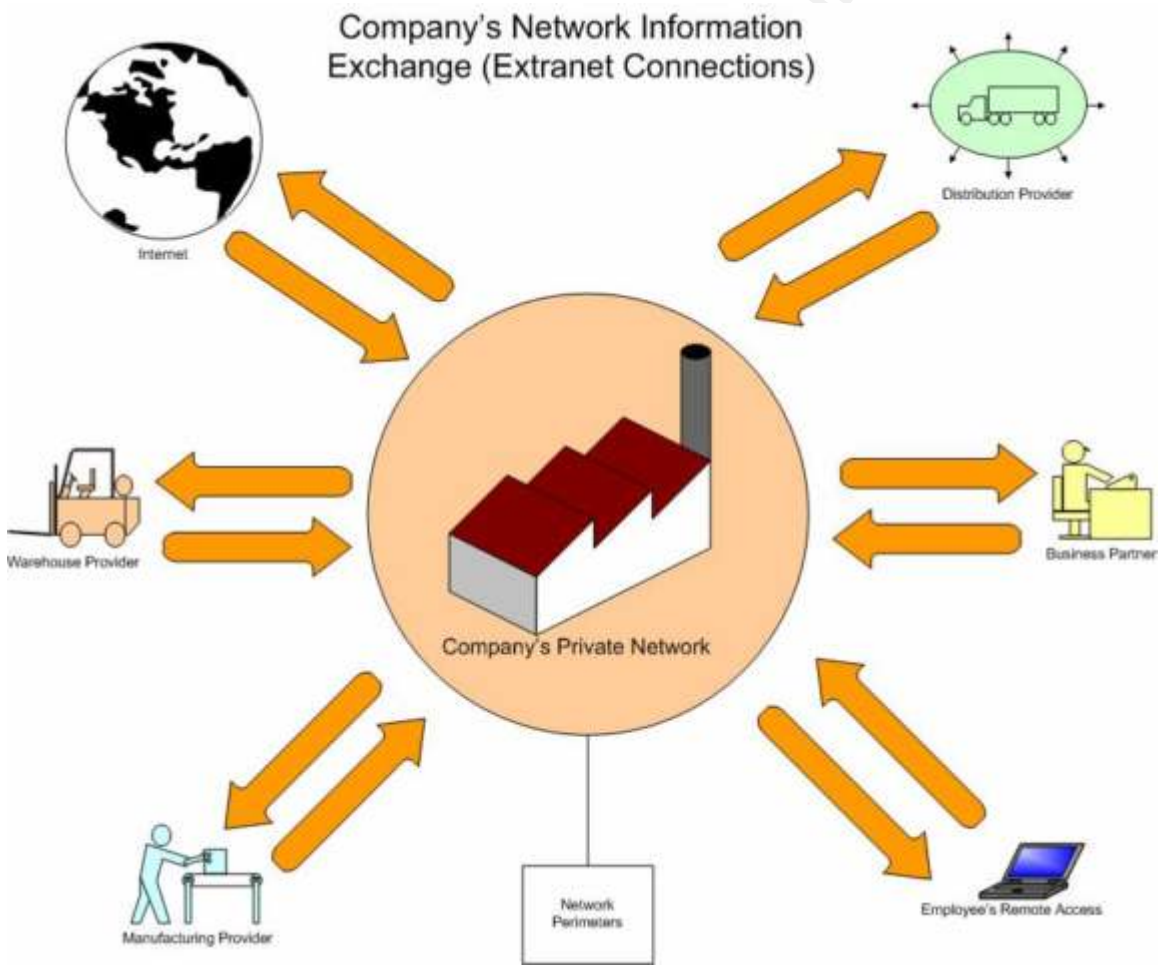 Company's Network Information
Exchange (Extranet Connections)
Distribution Provider
Internet
Warehouse Provider
Business Partner
Company's Private Network
Manufacturing Provider
Network
Perimeters
Employee's Remote Access